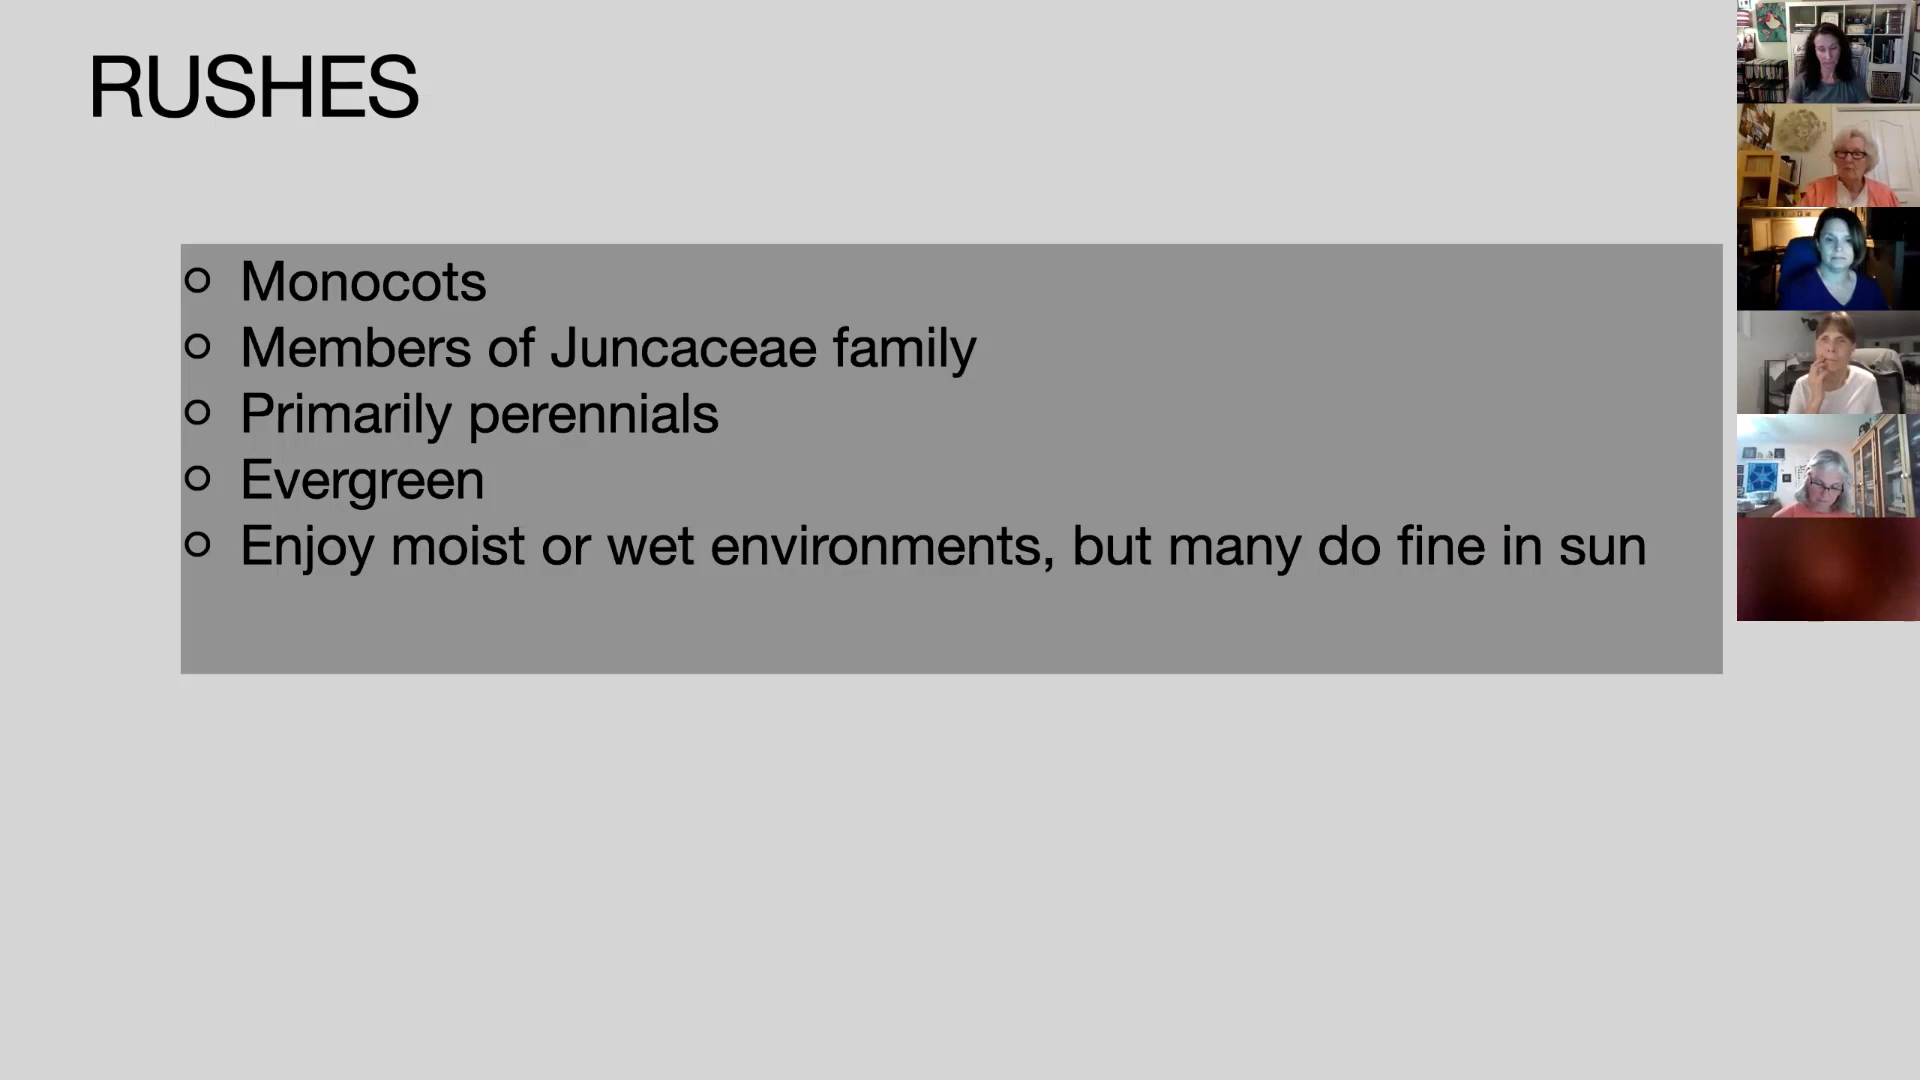 RUSHES
Monocots
Members of Juncaceae family
Primarily perennials
Evergreen
Enjoy moist or wet environments, but many do fine in sun